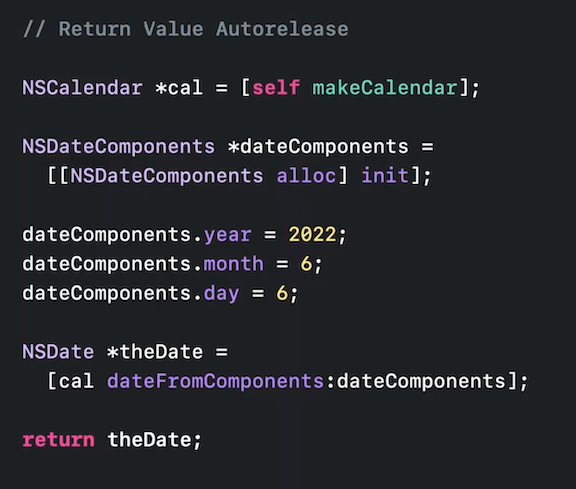 // Return Value Autorelease
NSCalendar *cal = [self makeCalendar];
NSDateComponents *dateComponents =
[[NSDateComponents alloc] init];
dateComponents.year = 2022;
dateComponents.month = 6;
dateComponents.day = 6;
NSDate *theDate =
[cal dateFromComponents:dateComponents];
return theDate;